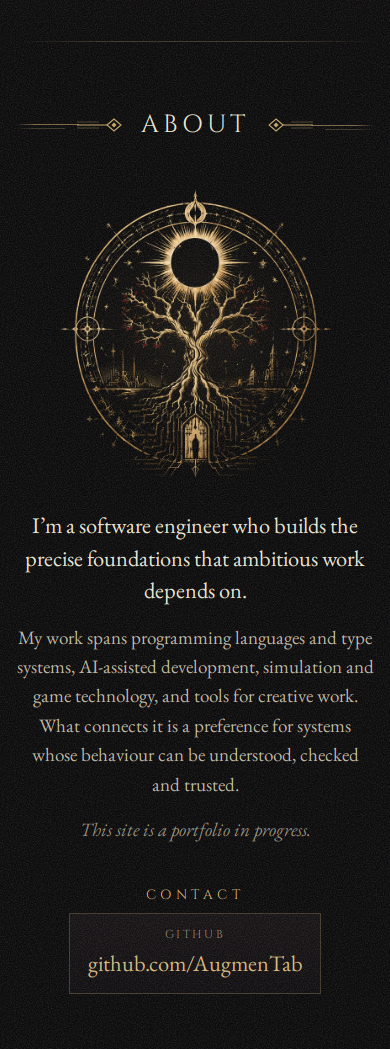 ABOUT
I’m a software engineer who builds the
precise foundations that ambitious work
depends on.
My work spans programming languages and type
systems, AI-assisted development, simulation and
game technology, and tools for creative work.
What connects it is a preference for systems
whose behaviour can be understood, checked
and trusted.
This site is a portfolio in progress.
CONTACT
GITHUB
github.com/AugmenTab